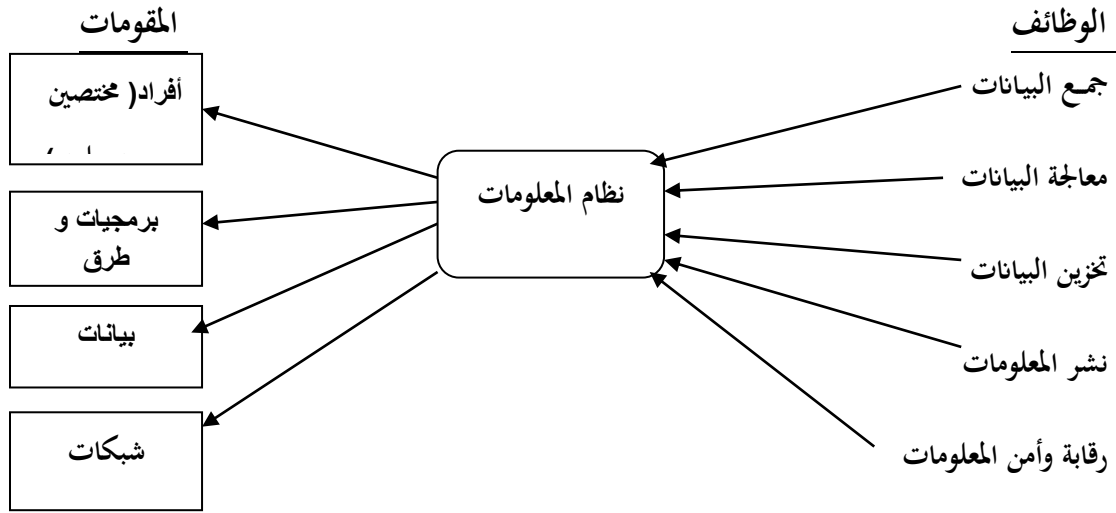 الوظائف
جمع البيانات
معالجة البيانات
تخزين البيانات
نشر المعلومات
رقابة وأمن المعلومات
نظام المعلومات
المقومات
أفراد( مختصين
برمجيات و
طرق
بيانات
شبكات